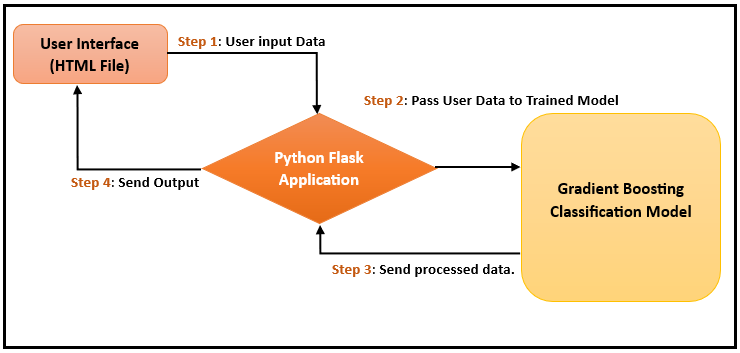 User Interface
(HTML File)
Step 1: User input Data
Step 2: Pass User Data to Trained Model
Python Flask
Application
Gradient Boosting
Classification Model
Step 4: Send Output
Step 3: Send processed data.